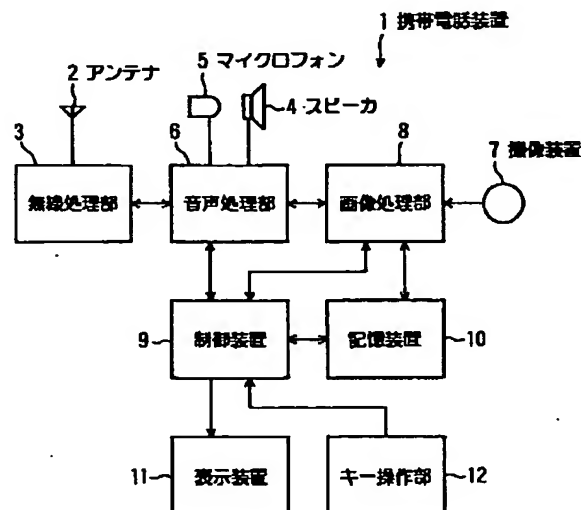 1 携帯電話装置
5 マイクロフォン
2 アンテナ
4 スピーカ
3
6
8
7 撮像装置
無線処理部
音声処理部
画像処理部
9
制御装置
記憶装置
10
11
表示装置
キー操作部
12